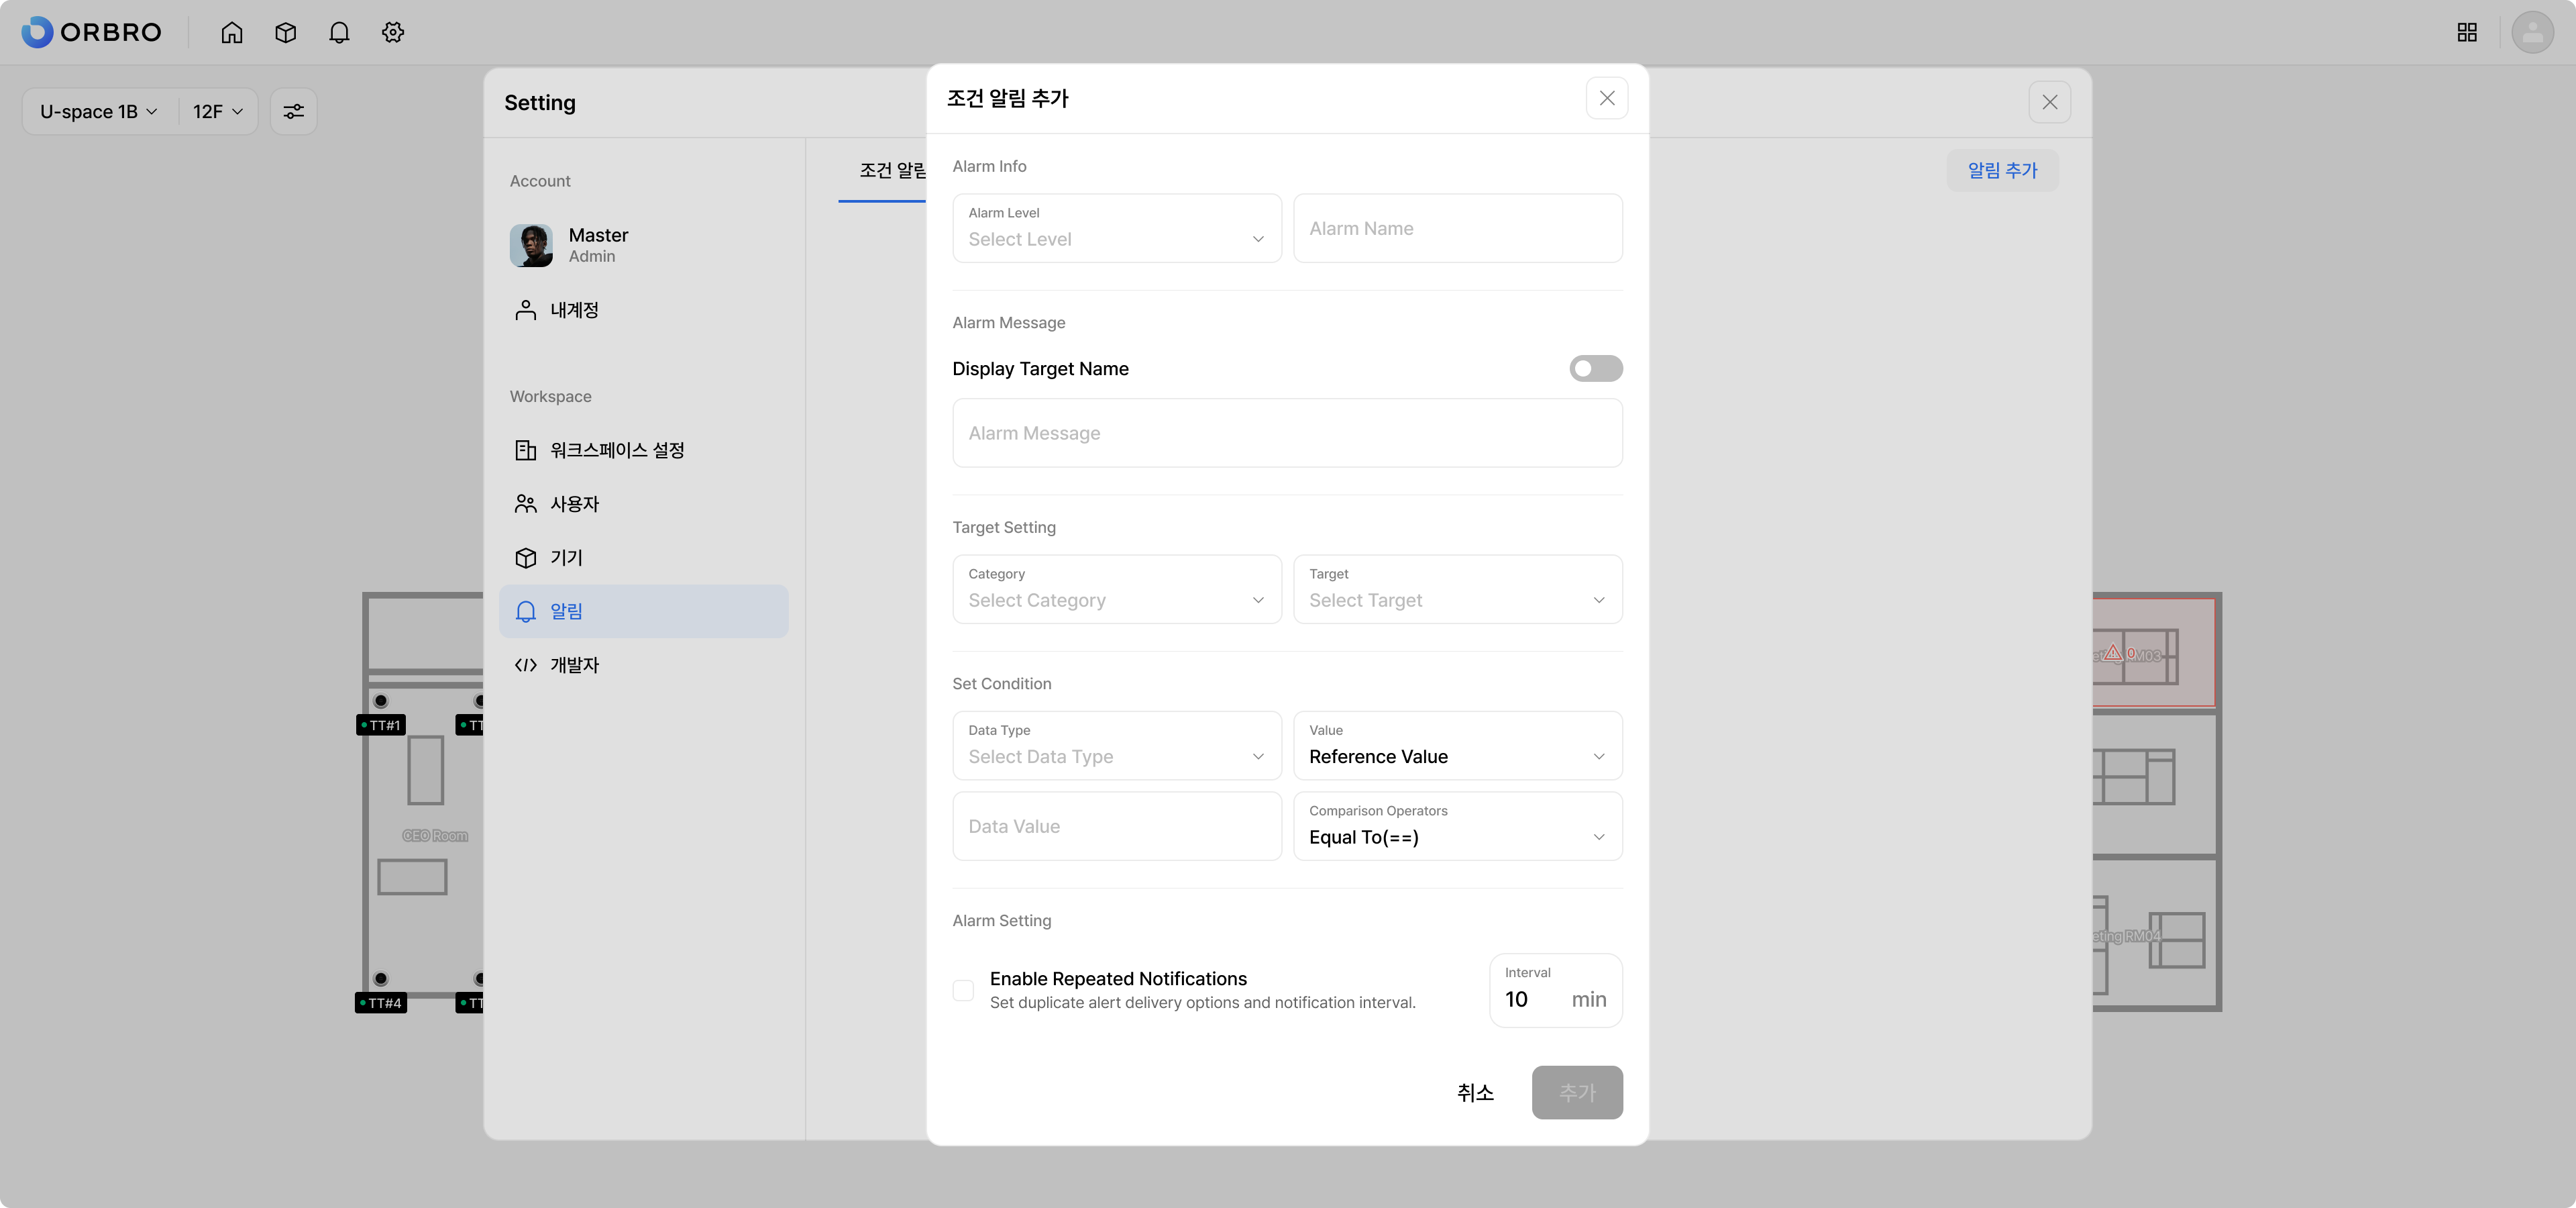 ORBRO
U-space 1B
12F
Setting
Account
Master
Admin
내계정
Workspace
워크스페이스 설정
사용자
기기
알림
개발자
조건 알림
알림 추가
조건 알림 추가
Alarm Info
Alarm Level
Select Level
Alarm Name
Alarm Message
Display Target Name
Alarm Message
Target Setting
Category
Select Category
Target
Select Target
Set Condition
Data Type
Select Data Type
Value
Reference Value
Data Value
Comparison Operators
Equal To(==)
Alarm Setting
Enable Repeated Notifications
Set duplicate alert delivery options and notification interval.
Interval
10 min
취소
추가
TT#1
TT
CEO Room
TT#4
TT
0
RM03
eting RM04